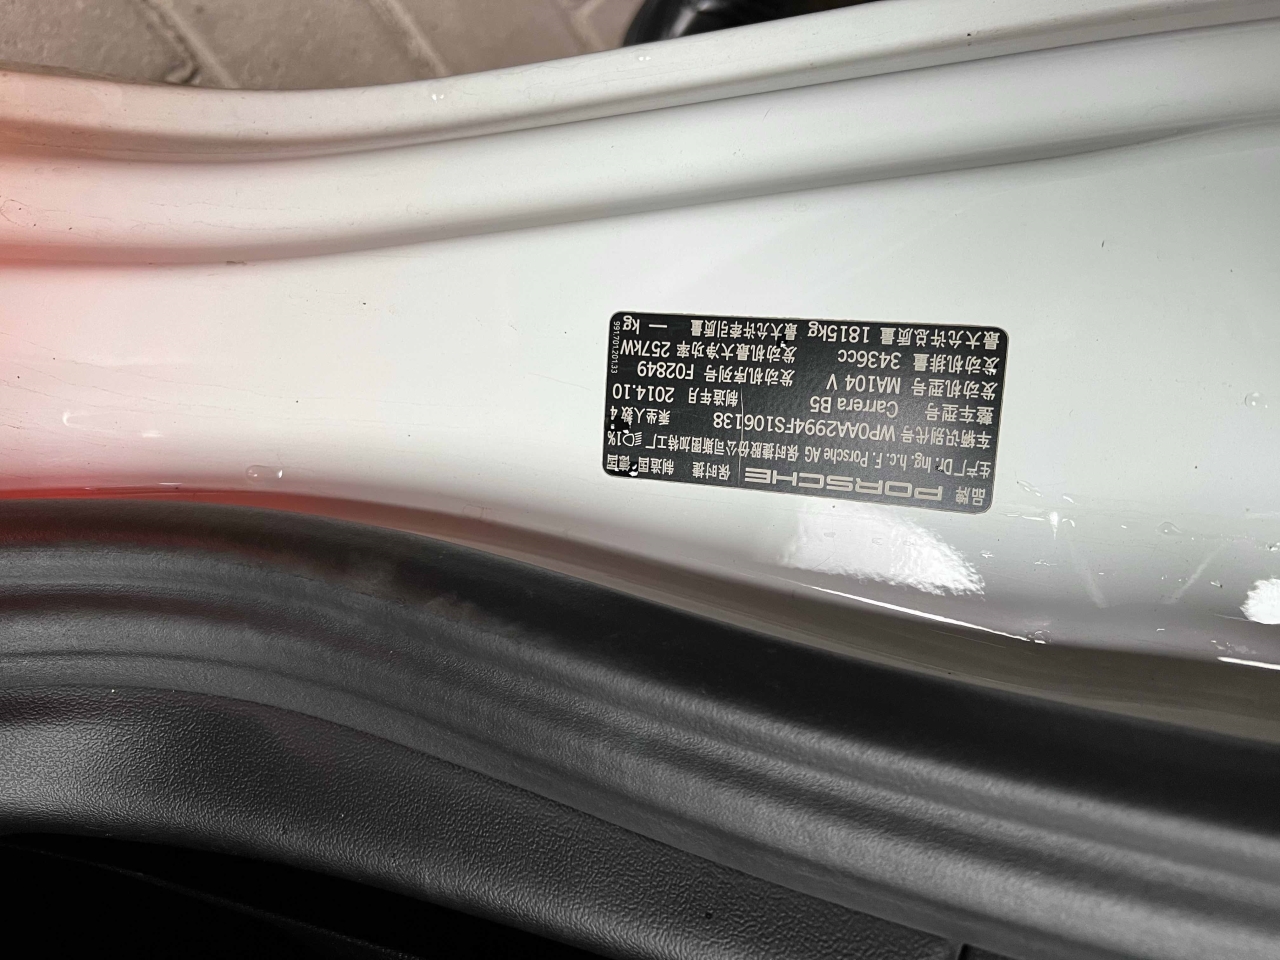 品牌 PORSCHE 保时捷 制造国 德国
生产厂 Dr. Ing. h.c. F. Porsche AG 保时捷股份公司斯图加特工厂 1%
车辆识别代号 WP0AA2994FS106138 乘坐人数 4
整车型号 Carrera B5 制造年月 2014.10
发动机型号 MA104 V 发动机序列号 F02849
发动机排量 3436cc 发动机最大净功率 257kW
最大允许总质量 1815kg 最大允许牵引质量 — kg
99170120133